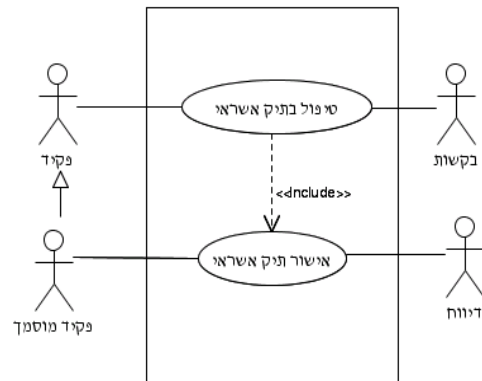 טיפול בתיק אשראי
פקיד
בקשות
<<Include>>
אישור תיק אשראי
פקיד מוסמך
דיווח